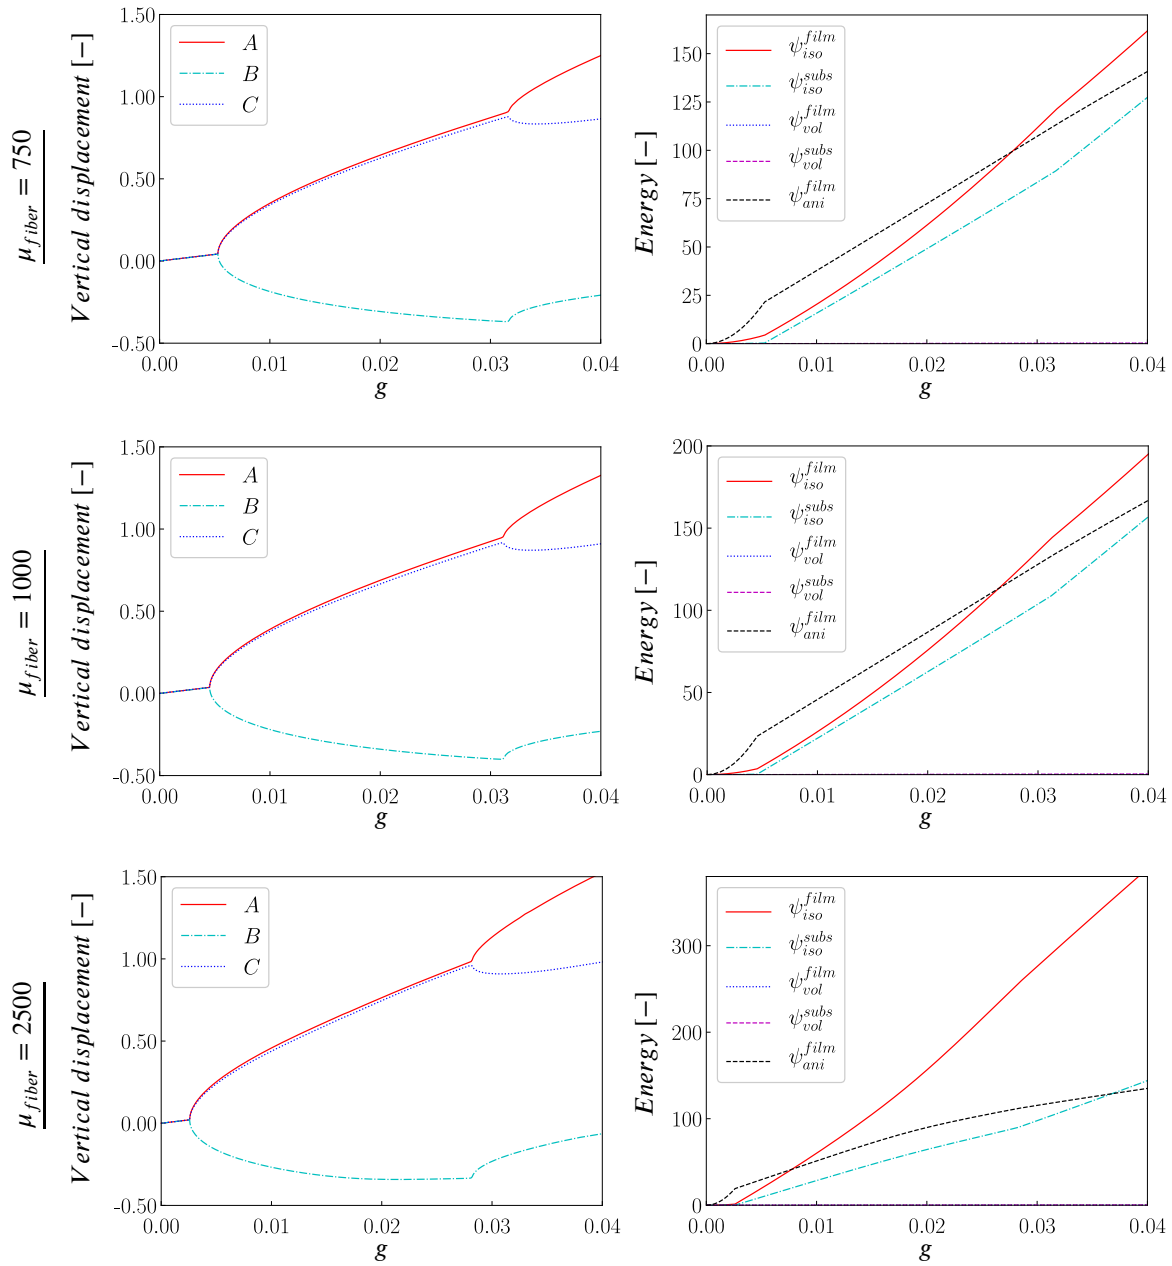 μ_fiber = 750
Vertical displacement [−]
1.50
1.00
0.50
0.00
-0.50
A
B
C
0.00 0.01 0.02 0.03 0.04
g
Energy [−]
150
125
100
75
50
25
0
ψ_iso^film
ψ_iso^subs
ψ_vol^film
ψ_vol^subs
ψ_ani^film
0.00 0.01 0.02 0.03 0.04
g
μ_fiber = 1000
Vertical displacement [−]
1.50
1.00
0.50
0.00
-0.50
A
B
C
0.00 0.01 0.02 0.03 0.04
g
Energy [−]
200
150
100
50
0
ψ_iso^film
ψ_iso^subs
ψ_vol^film
ψ_vol^subs
ψ_ani^film
0.00 0.01 0.02 0.03 0.04
g
μ_fiber = 2500
Vertical displacement [−]
1.50
1.00
0.50
0.00
-0.50
A
B
C
0.00 0.01 0.02 0.03 0.04
g
Energy [−]
300
200
100
0
ψ_iso^film
ψ_iso^subs
ψ_vol^film
ψ_vol^subs
ψ_ani^film
0.00 0.01 0.02 0.03 0.04
g